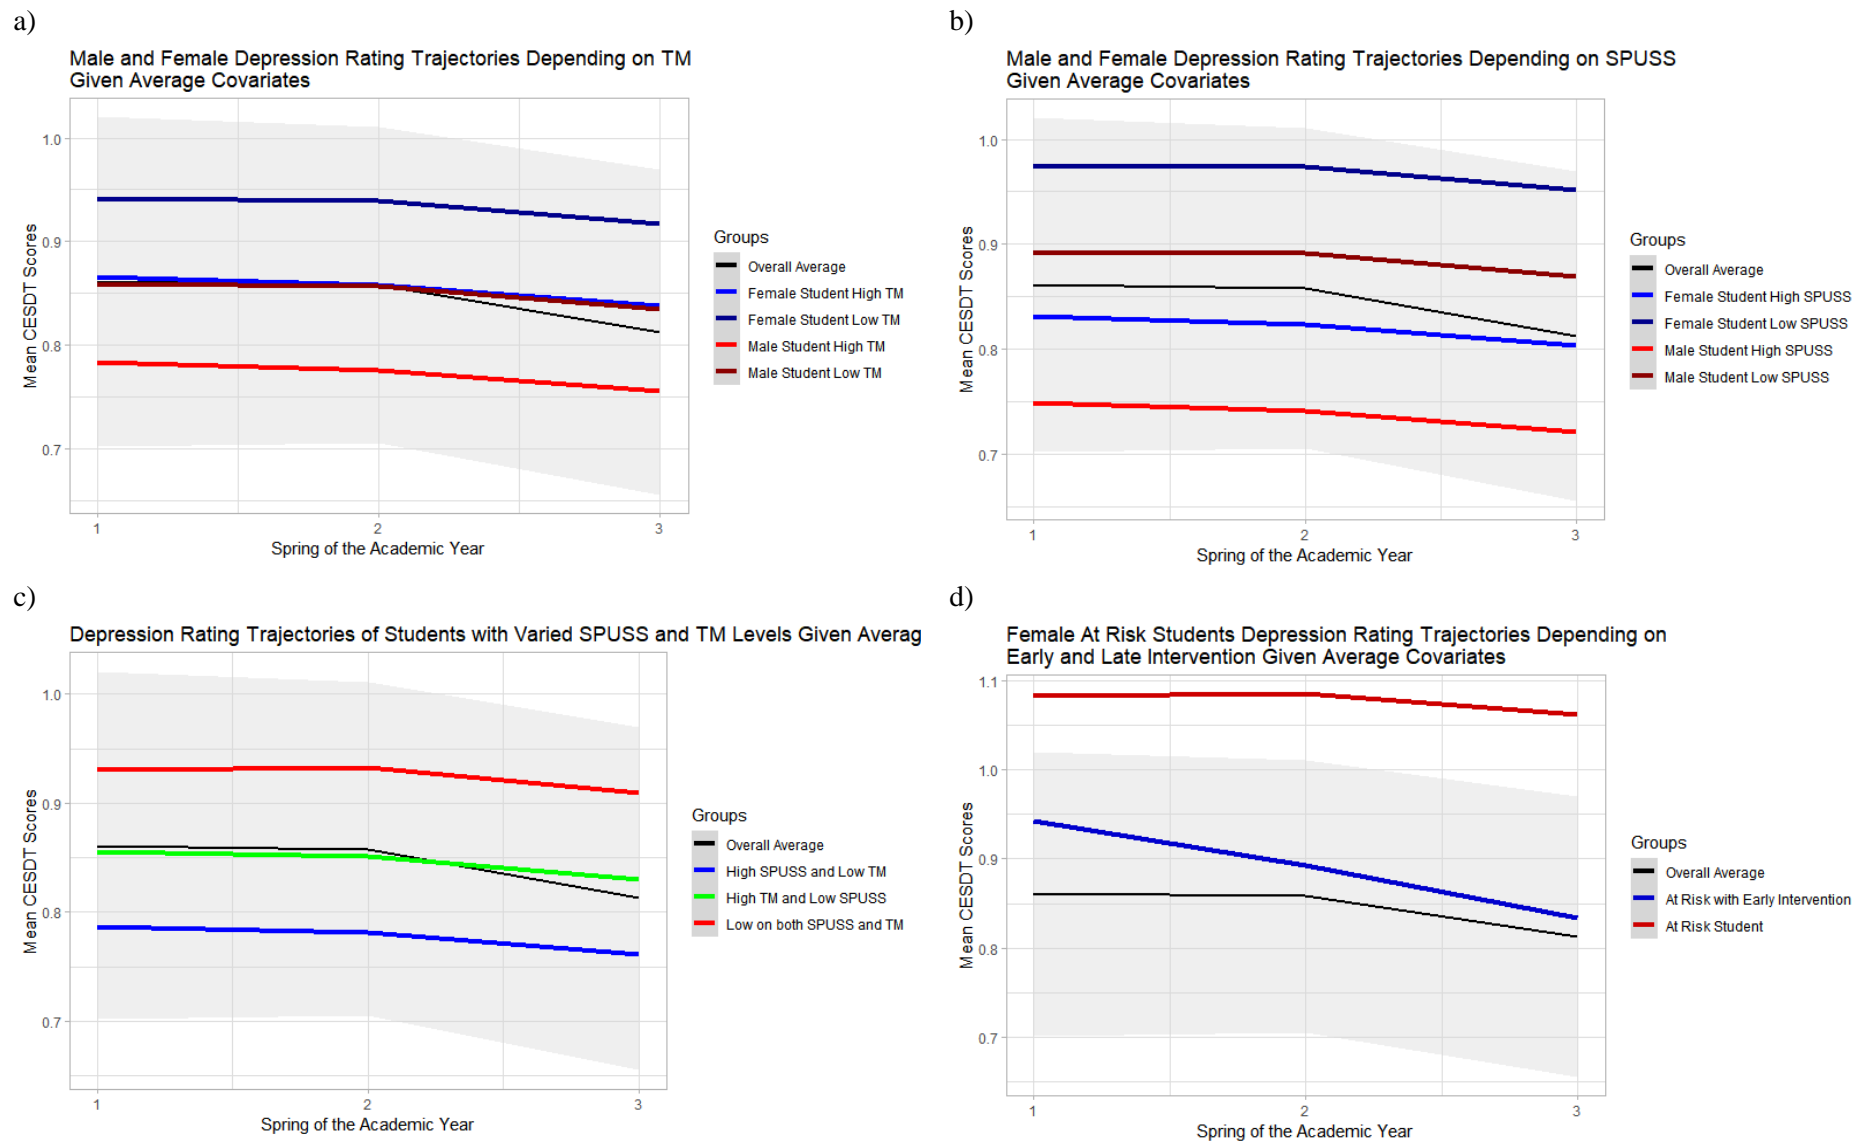 a)
Male and Female Depression Rating Trajectories Depending on TM
Given Average Covariates
Mean CESDT Scores
1.0
0.9
0.8
0.7
1
2
3
Spring of the Academic Year
Groups
Overall Average
Female Student High TM
Female Student Low TM
Male Student High TM
Male Student Low TM
b)
Male and Female Depression Rating Trajectories Depending on SPUSS
Given Average Covariates
Mean CESDT Scores
1.0
0.9
0.8
0.7
1
2
3
Spring of the Academic Year
Groups
Overall Average
Female Student High SPUSS
Female Student Low SPUSS
Male Student High SPUSS
Male Student Low SPUSS
c)
Depression Rating Trajectories of Students with Varied SPUSS and TM Levels Given Averag
Mean CESDT Scores
1.0
0.9
0.8
0.7
1
2
3
Spring of the Academic Year
Groups
Overall Average
High SPUSS and Low TM
High TM and Low SPUSS
Low on both SPUSS and TM
d)
Female At Risk Students Depression Rating Trajectories Depending on
Early and Late Intervention Given Average Covariates
Mean CESDT Scores
1.1
1.0
0.9
0.8
0.7
1
2
3
Spring of the Academic Year
Groups
Overall Average
At Risk with Early Intervention
At Risk Student